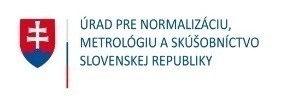 ÚRAD PRE NORMALIZÁCIU,
METROLÓGIU A SKÚŠOBNÍCTVO
SLOVENSKEJ REPUBLIKY